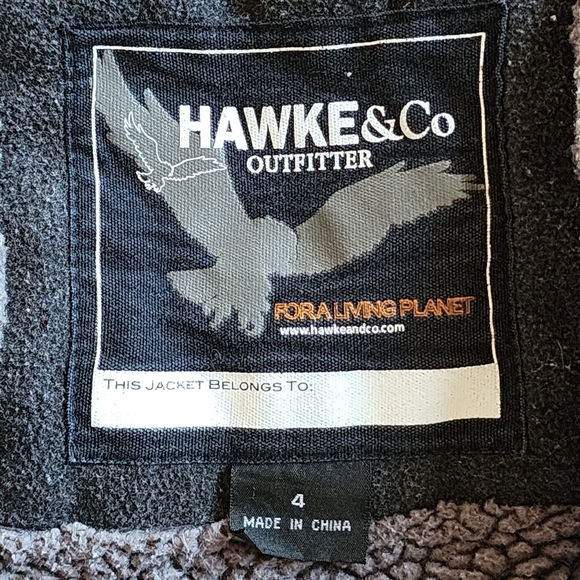 HAWKE&Co
OUTFITTER
FOR A LIVING PLANET
www.hawkeandco.com
THIS JACKET BELONGS TO:
4
MADE IN CHINA